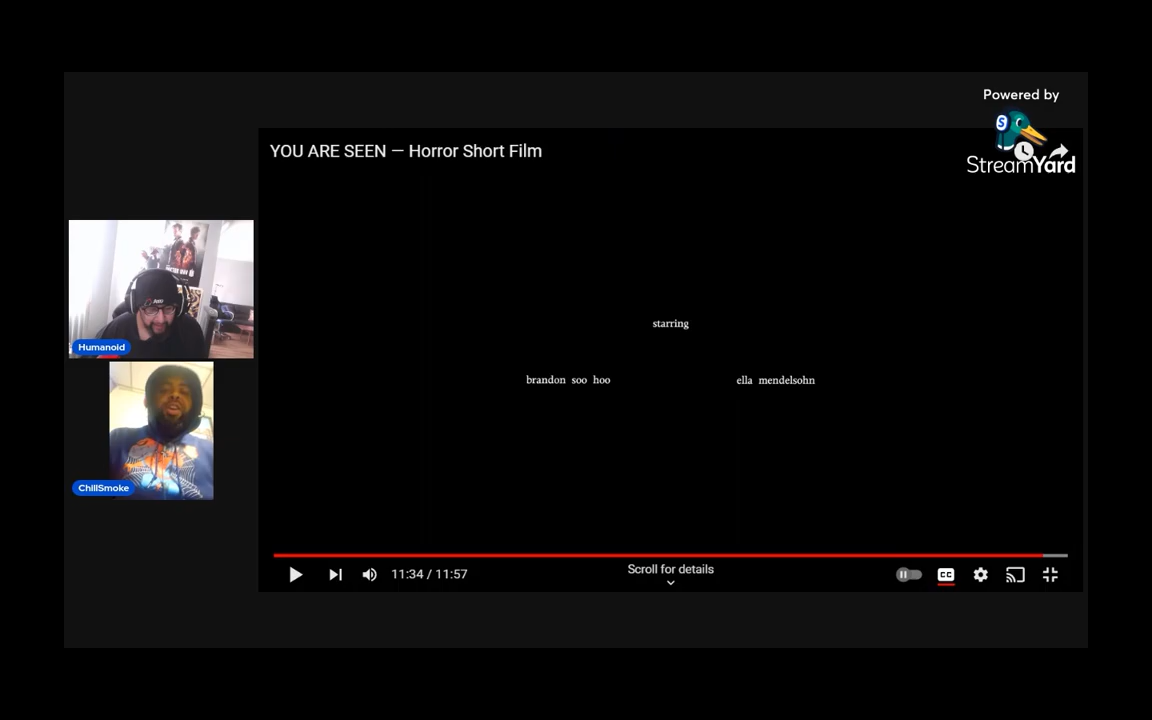 Powered by
StreamYard
YOU ARE SEEN — Horror Short Film
starring
brandon soo hoo
ella mendelsohn
Humanoid
ChillSmoke
11:34 / 11:57
Scroll for details
CC